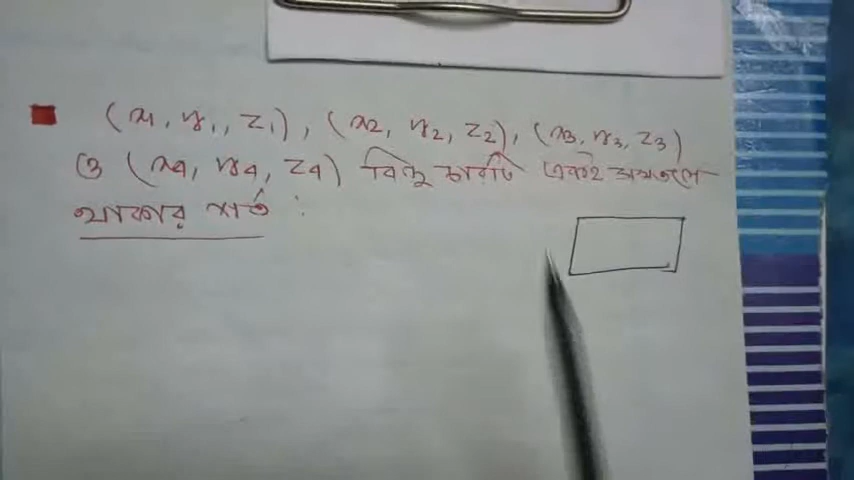 (x1, y1, z1), (x2, y2, z2), (x3, y3, z3)
ও (x4, y4, z4) বিন্দু চারটি একই সমতলে
থাকার শর্ত :